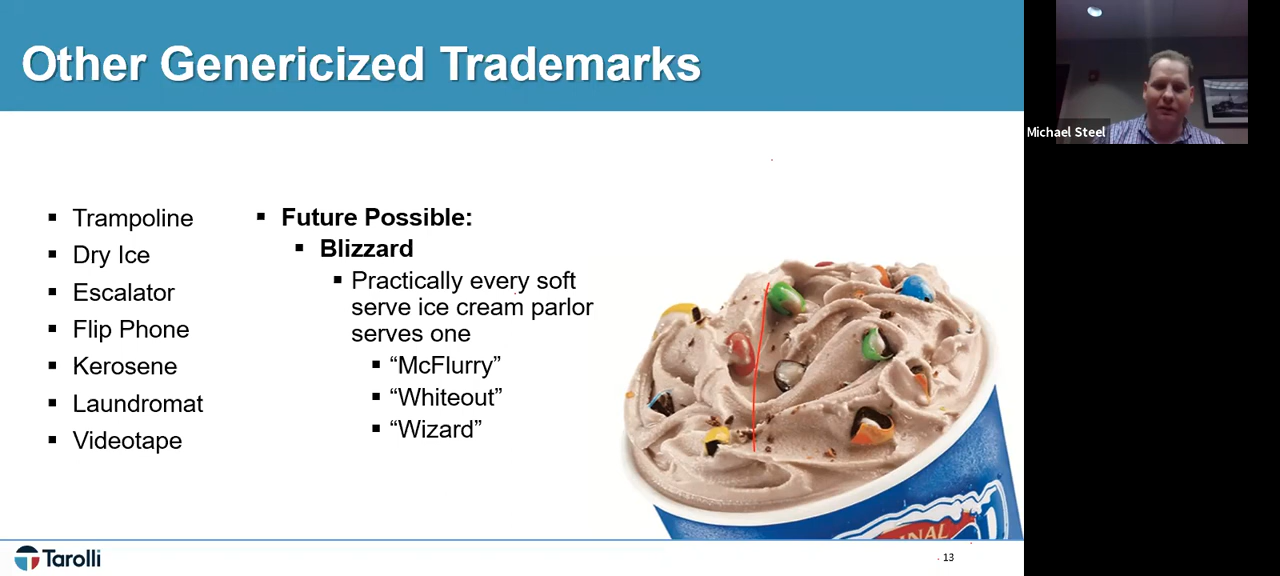 Other Genericized Trademarks
Michael Steel
Trampoline
Dry Ice
Escalator
Flip Phone
Kerosene
Laundromat
Videotape
Future Possible:
Blizzard
Practically every soft
serve ice cream parlor
serves one
“McFlurry”
“Whiteout”
“Wizard”
INAL
Tarolli
13